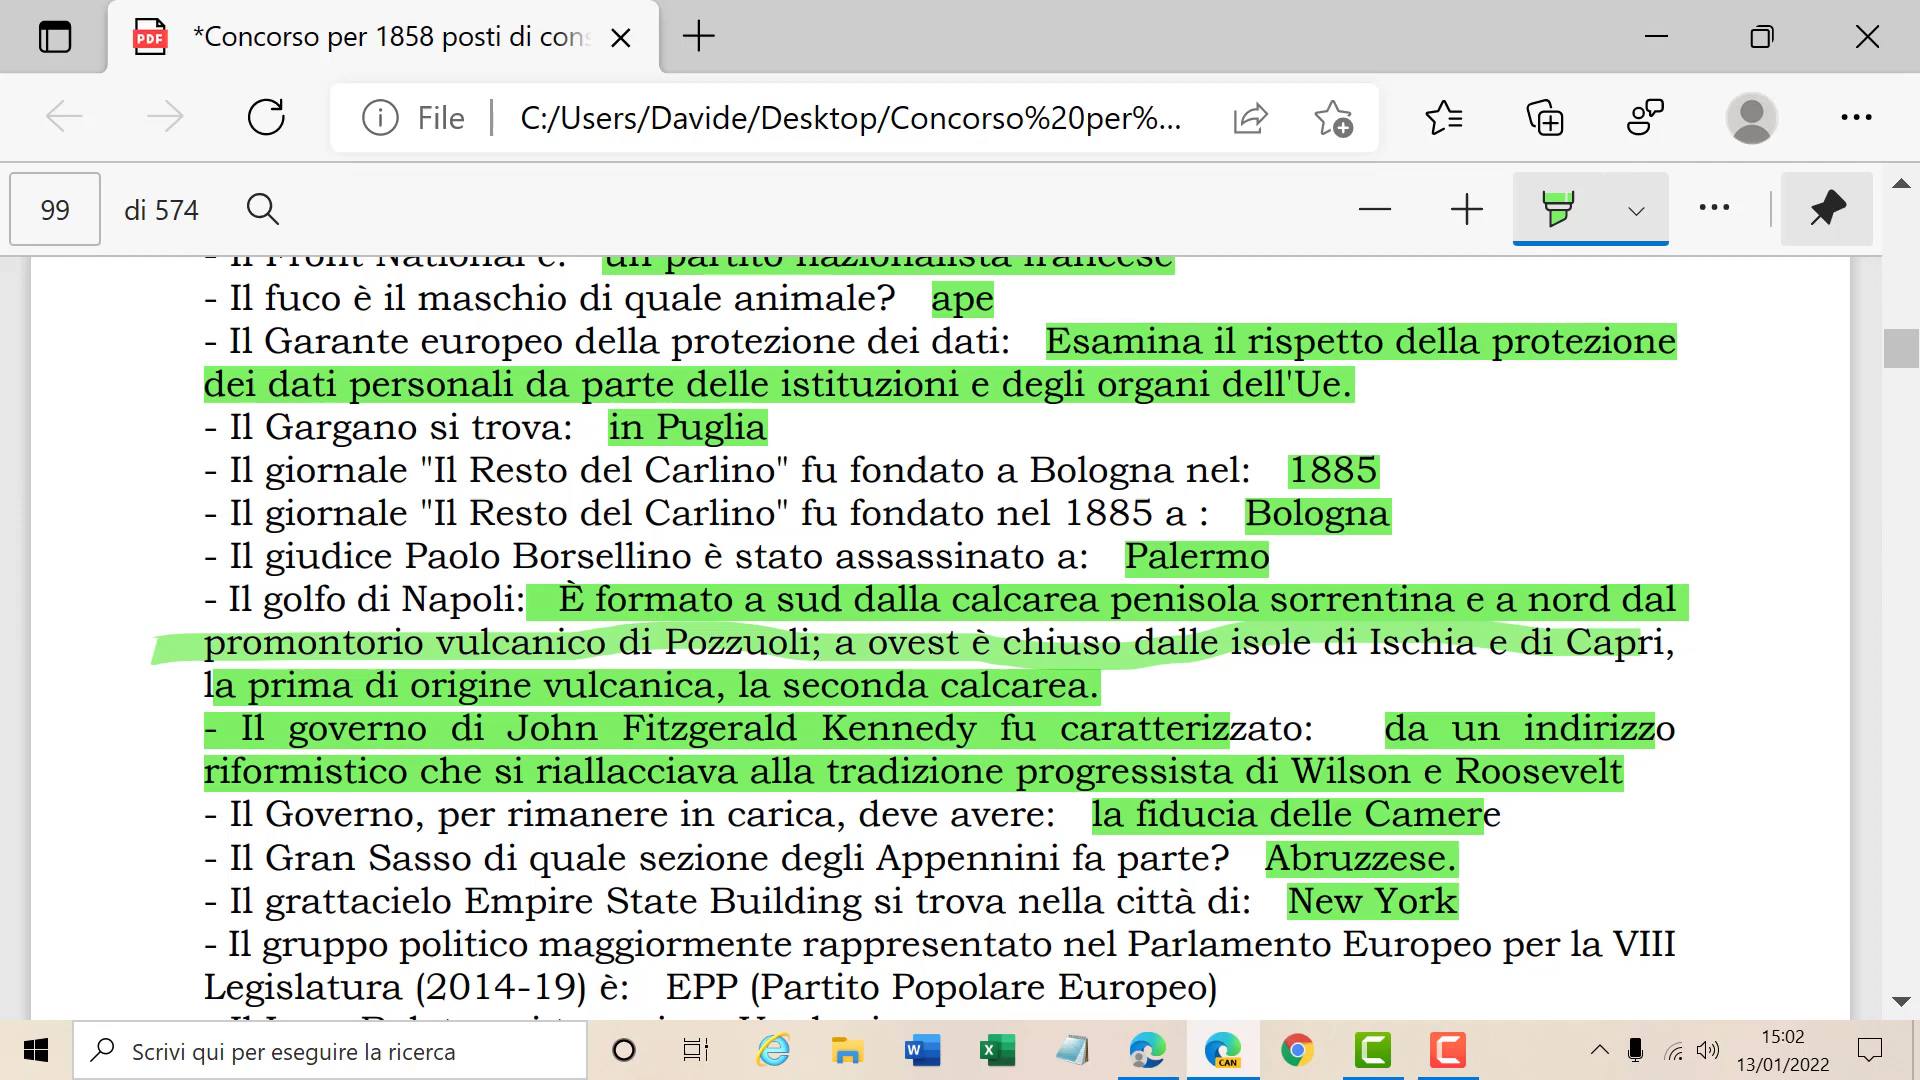 *Concorso per 1858 posti di con
File
C:/Users/Davide/Desktop/Concorso%20per%...
99 di 574
- Il Front National è: un partito nazionalista francese
- Il fuco è il maschio di quale animale? ape
- Il Garante europeo della protezione dei dati: Esamina il rispetto della protezione
dei dati personali da parte delle istituzioni e degli organi dell'Ue.
- Il Gargano si trova: in Puglia
- Il giornale "Il Resto del Carlino" fu fondato a Bologna nel: 1885
- Il giornale "Il Resto del Carlino" fu fondato nel 1885 a : Bologna
- Il giudice Paolo Borsellino è stato assassinato a: Palermo
- Il golfo di Napoli: È formato a sud dalla calcarea penisola sorrentina e a nord dal
promontorio vulcanico di Pozzuoli; a ovest è chiuso dalle isole di Ischia e di Capri,
la prima di origine vulcanica, la seconda calcarea.
- Il governo di John Fitzgerald Kennedy fu caratterizzato: da un indirizzo
riformistico che si riallacciava alla tradizione progressista di Wilson e Roosevelt
- Il Governo, per rimanere in carica, deve avere: la fiducia delle Camere
- Il Gran Sasso di quale sezione degli Appennini fa parte? Abruzzese.
- Il grattacielo Empire State Building si trova nella città di: New York
- Il gruppo politico maggiormente rappresentato nel Parlamento Europeo per la VIII
Legislatura (2014-19) è: EPP (Partito Popolare Europeo)
Scrivi qui per eseguire la ricerca
CAN
15:02
13/01/2022